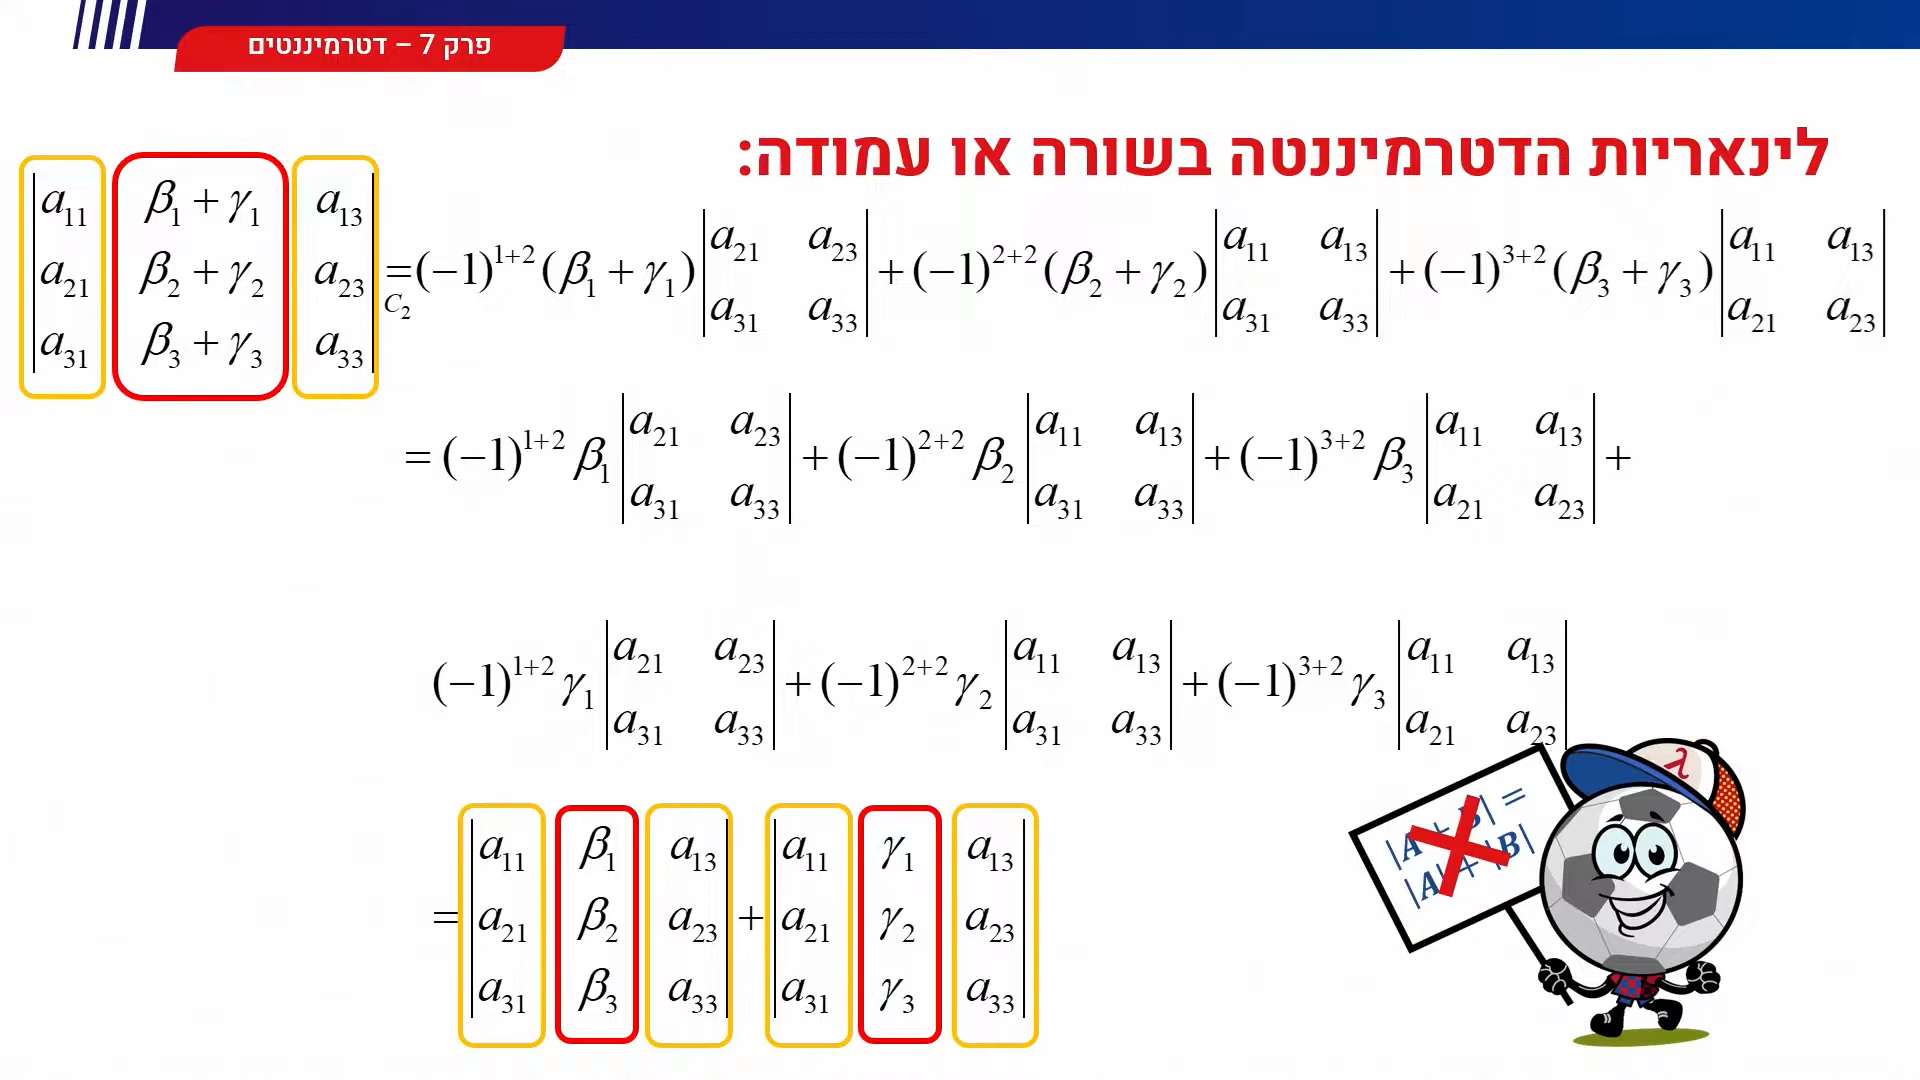 פרק 7 – דטרמיננטים
לינאריות הדטרמיננטה בשורה או עמודה:
| a₁₁ β₁ + γ₁ a₁₃ |
| a₂₁ β₂ + γ₂ a₂₃ |
| a₃₁ β₃ + γ₃ a₃₃ |
=_{C₂} (−1)¹⁺² (β₁ + γ₁) | a₂₁ a₂₃ ; a₃₁ a₃₃ | + (−1)²⁺² (β₂ + γ₂) | a₁₁ a₁₃ ; a₃₁ a₃₃ | + (−1)³⁺² (β₃ + γ₃) | a₁₁ a₁₃ ; a₂₁ a₂₃ |
= (−1)¹⁺² β₁ | a₂₁ a₂₃ ; a₃₁ a₃₃ | + (−1)²⁺² β₂ | a₁₁ a₁₃ ; a₃₁ a₃₃ | + (−1)³⁺² β₃ | a₁₁ a₁₃ ; a₂₁ a₂₃ | +
(−1)¹⁺² γ₁ | a₂₁ a₂₃ ; a₃₁ a₃₃ | + (−1)²⁺² γ₂ | a₁₁ a₁₃ ; a₃₁ a₃₃ | + (−1)³⁺² γ₃ | a₁₁ a₁₃ ; a₂₁ a₂₃ |
= | a₁₁ β₁ a₁₃ ; a₂₁ β₂ a₂₃ ; a₃₁ β₃ a₃₃ | + | a₁₁ γ₁ a₁₃ ; a₂₁ γ₂ a₂₃ ; a₃₁ γ₃ a₃₃ |
λ
|A + B| =
|A| + |B|